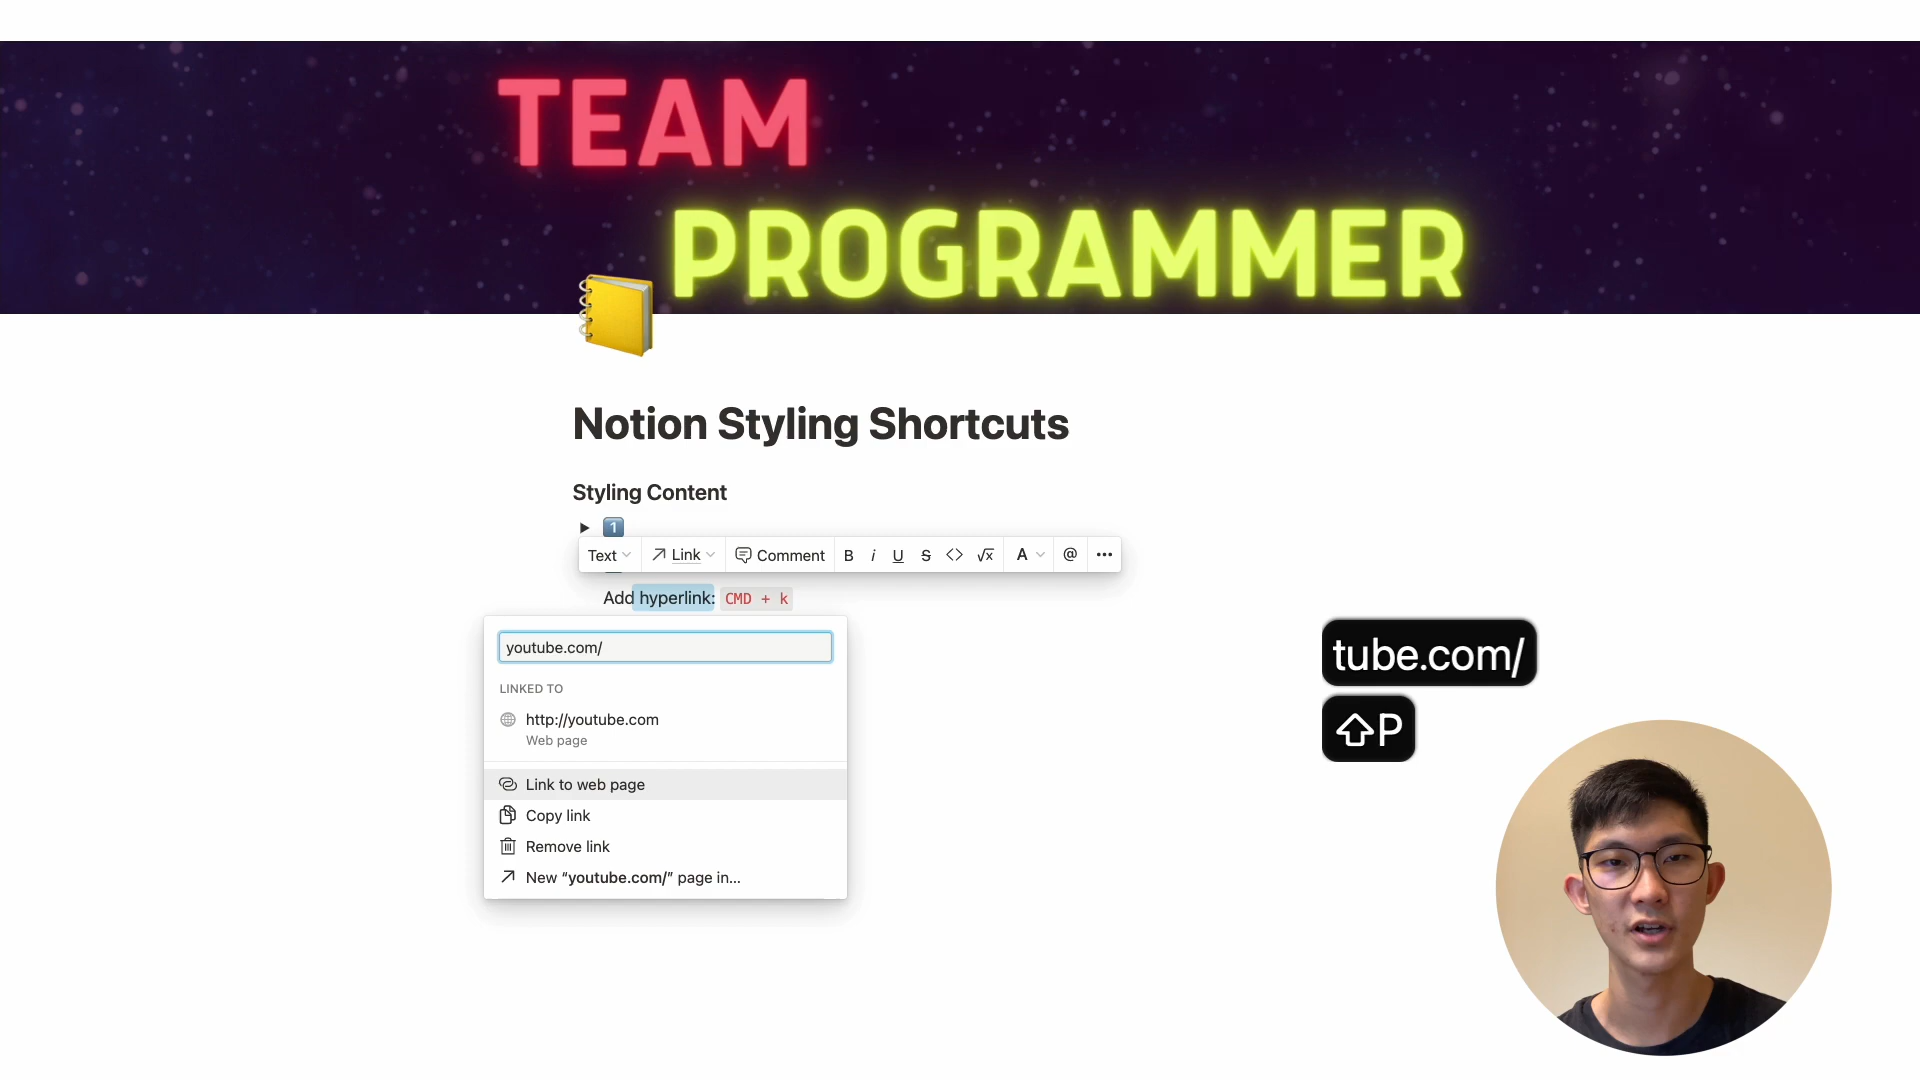 TEAM
PROGRAMMER
Notion Styling Shortcuts
Styling Content
1
Text Link Comment B i U S <> √x A @ •••
Add hyperlink: CMD + k
youtube.com/
LINKED TO
http://youtube.com
Web page
Link to web page
Copy link
Remove link
New “youtube.com/” page in...
tube.com/
⇧P